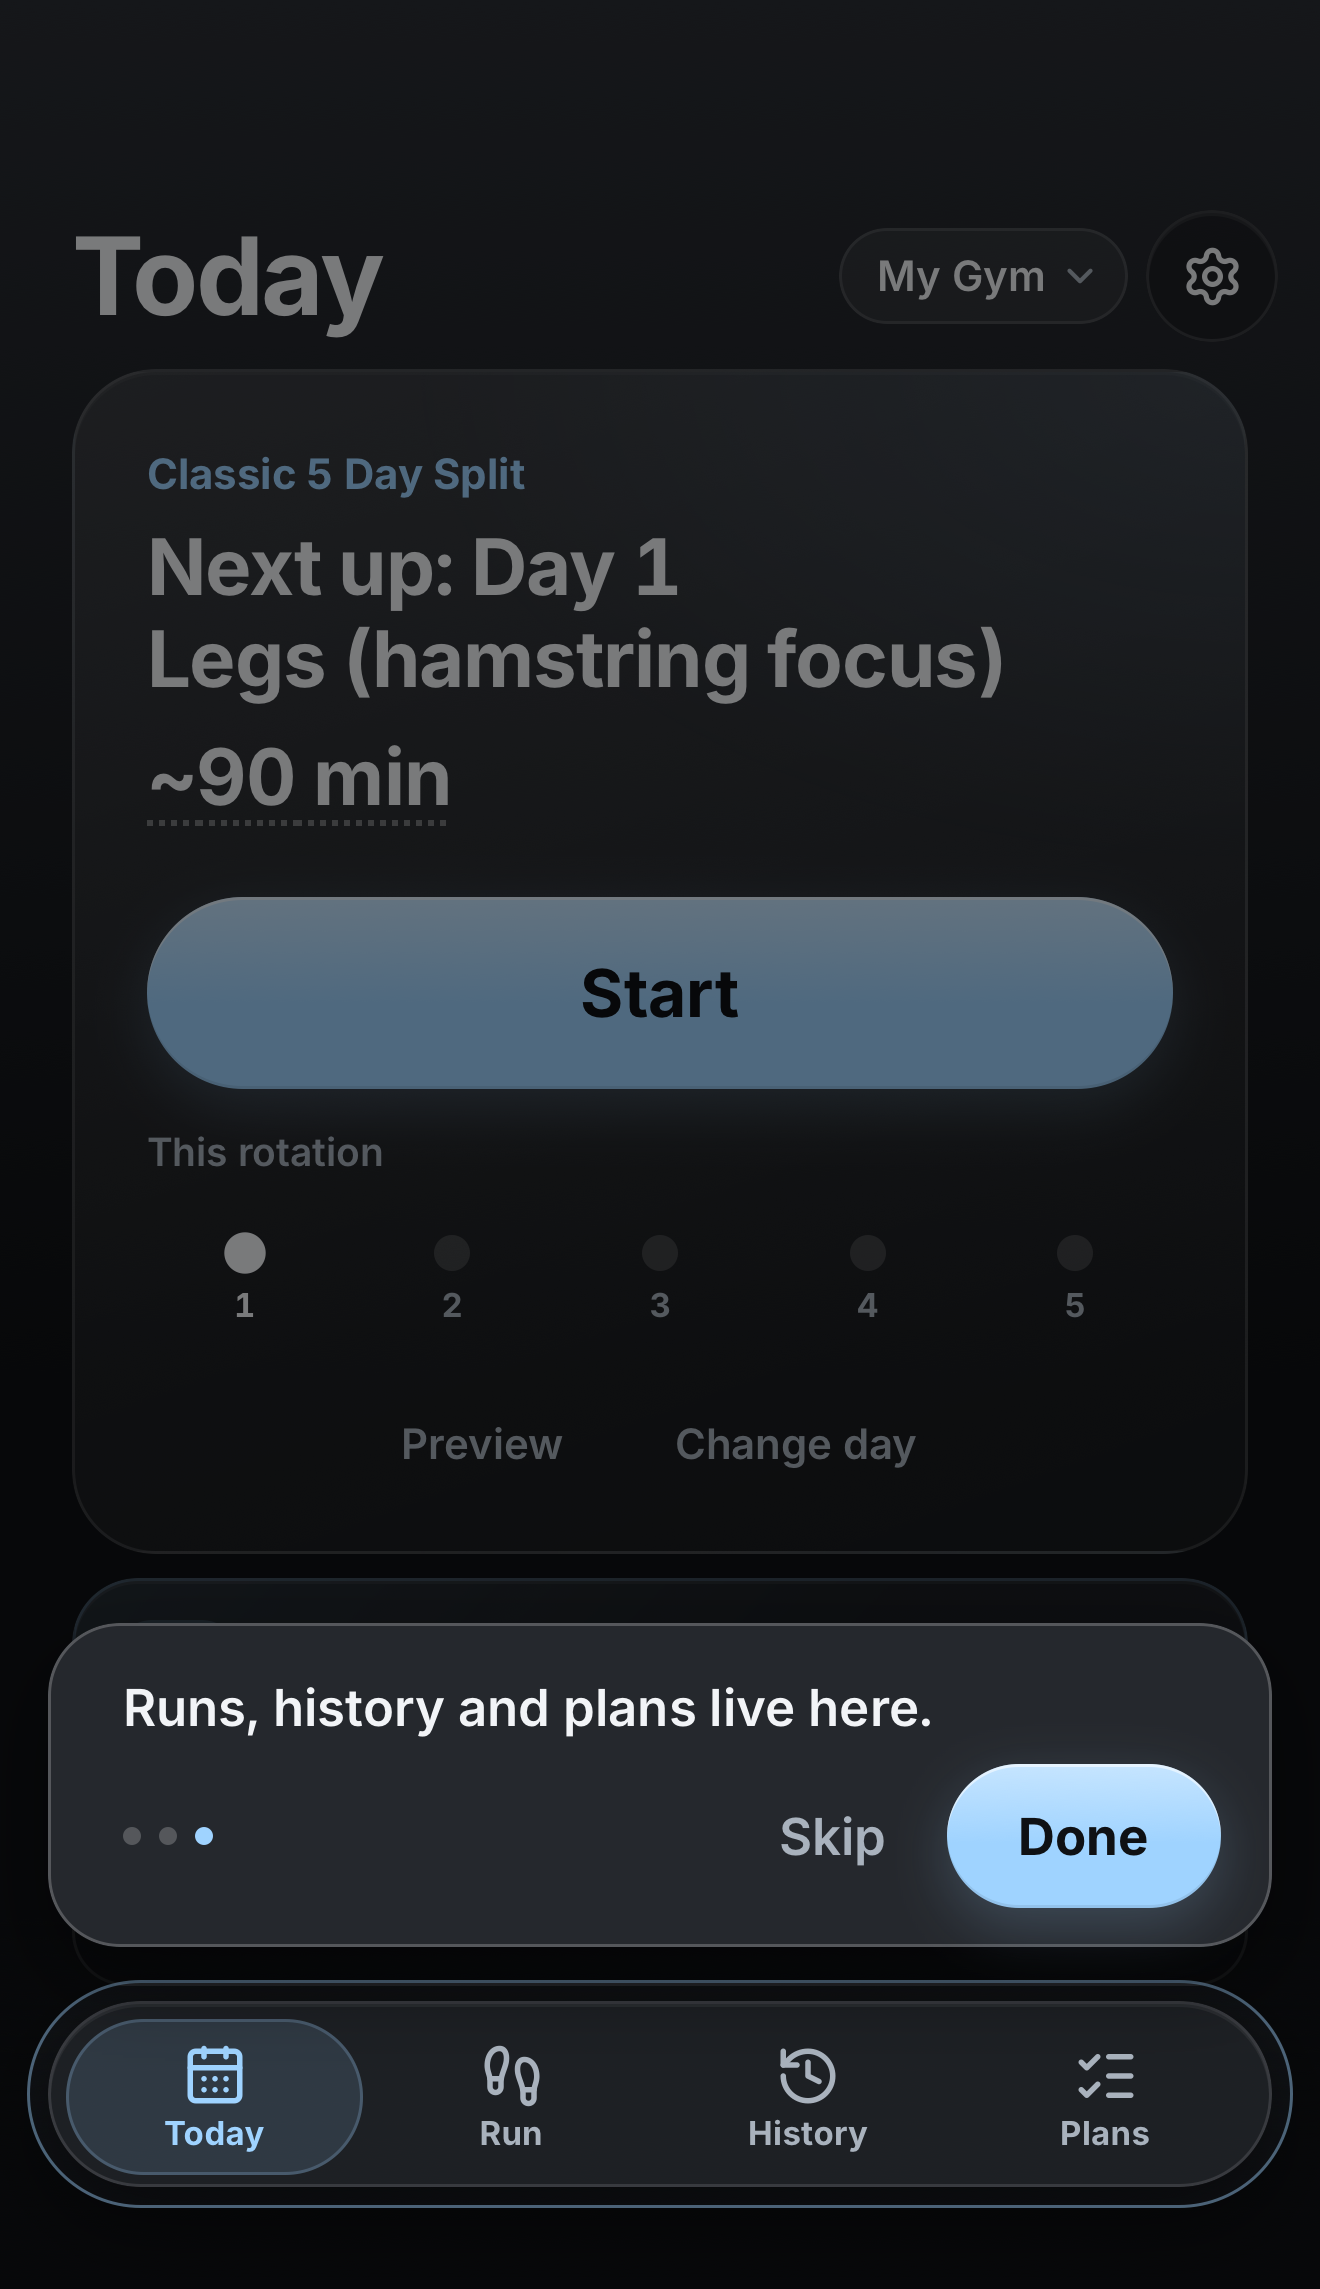 Today
My Gym
Classic 5 Day Split
Next up: Day 1
Legs (hamstring focus)
~90 min
Start
This rotation
1 2 3 4 5
Preview Change day
Runs, history and plans live here.
Skip Done
Today Run History Plans